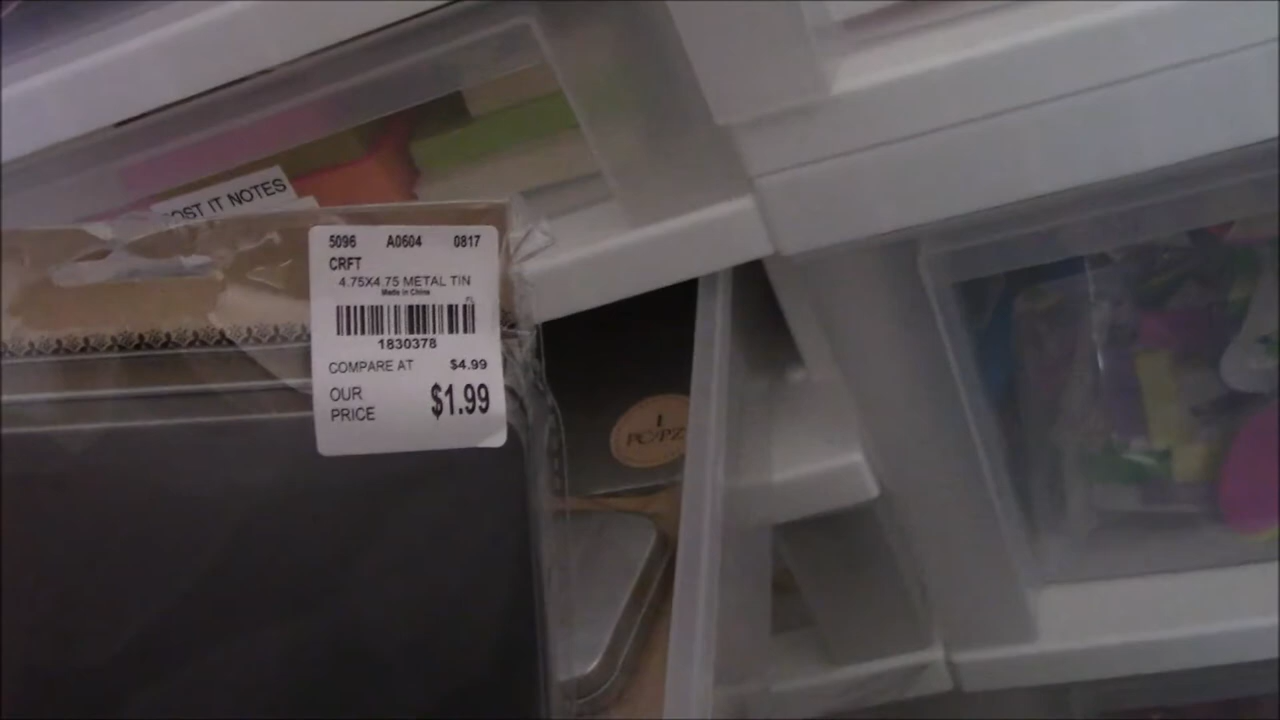 POST IT NOTES
5096 A0604 0817
CRFT
4.75X4.75 METAL TIN
Made in China
1830378
COMPARE AT $4.99
OUR PRICE $1.99
1
PC/PZ